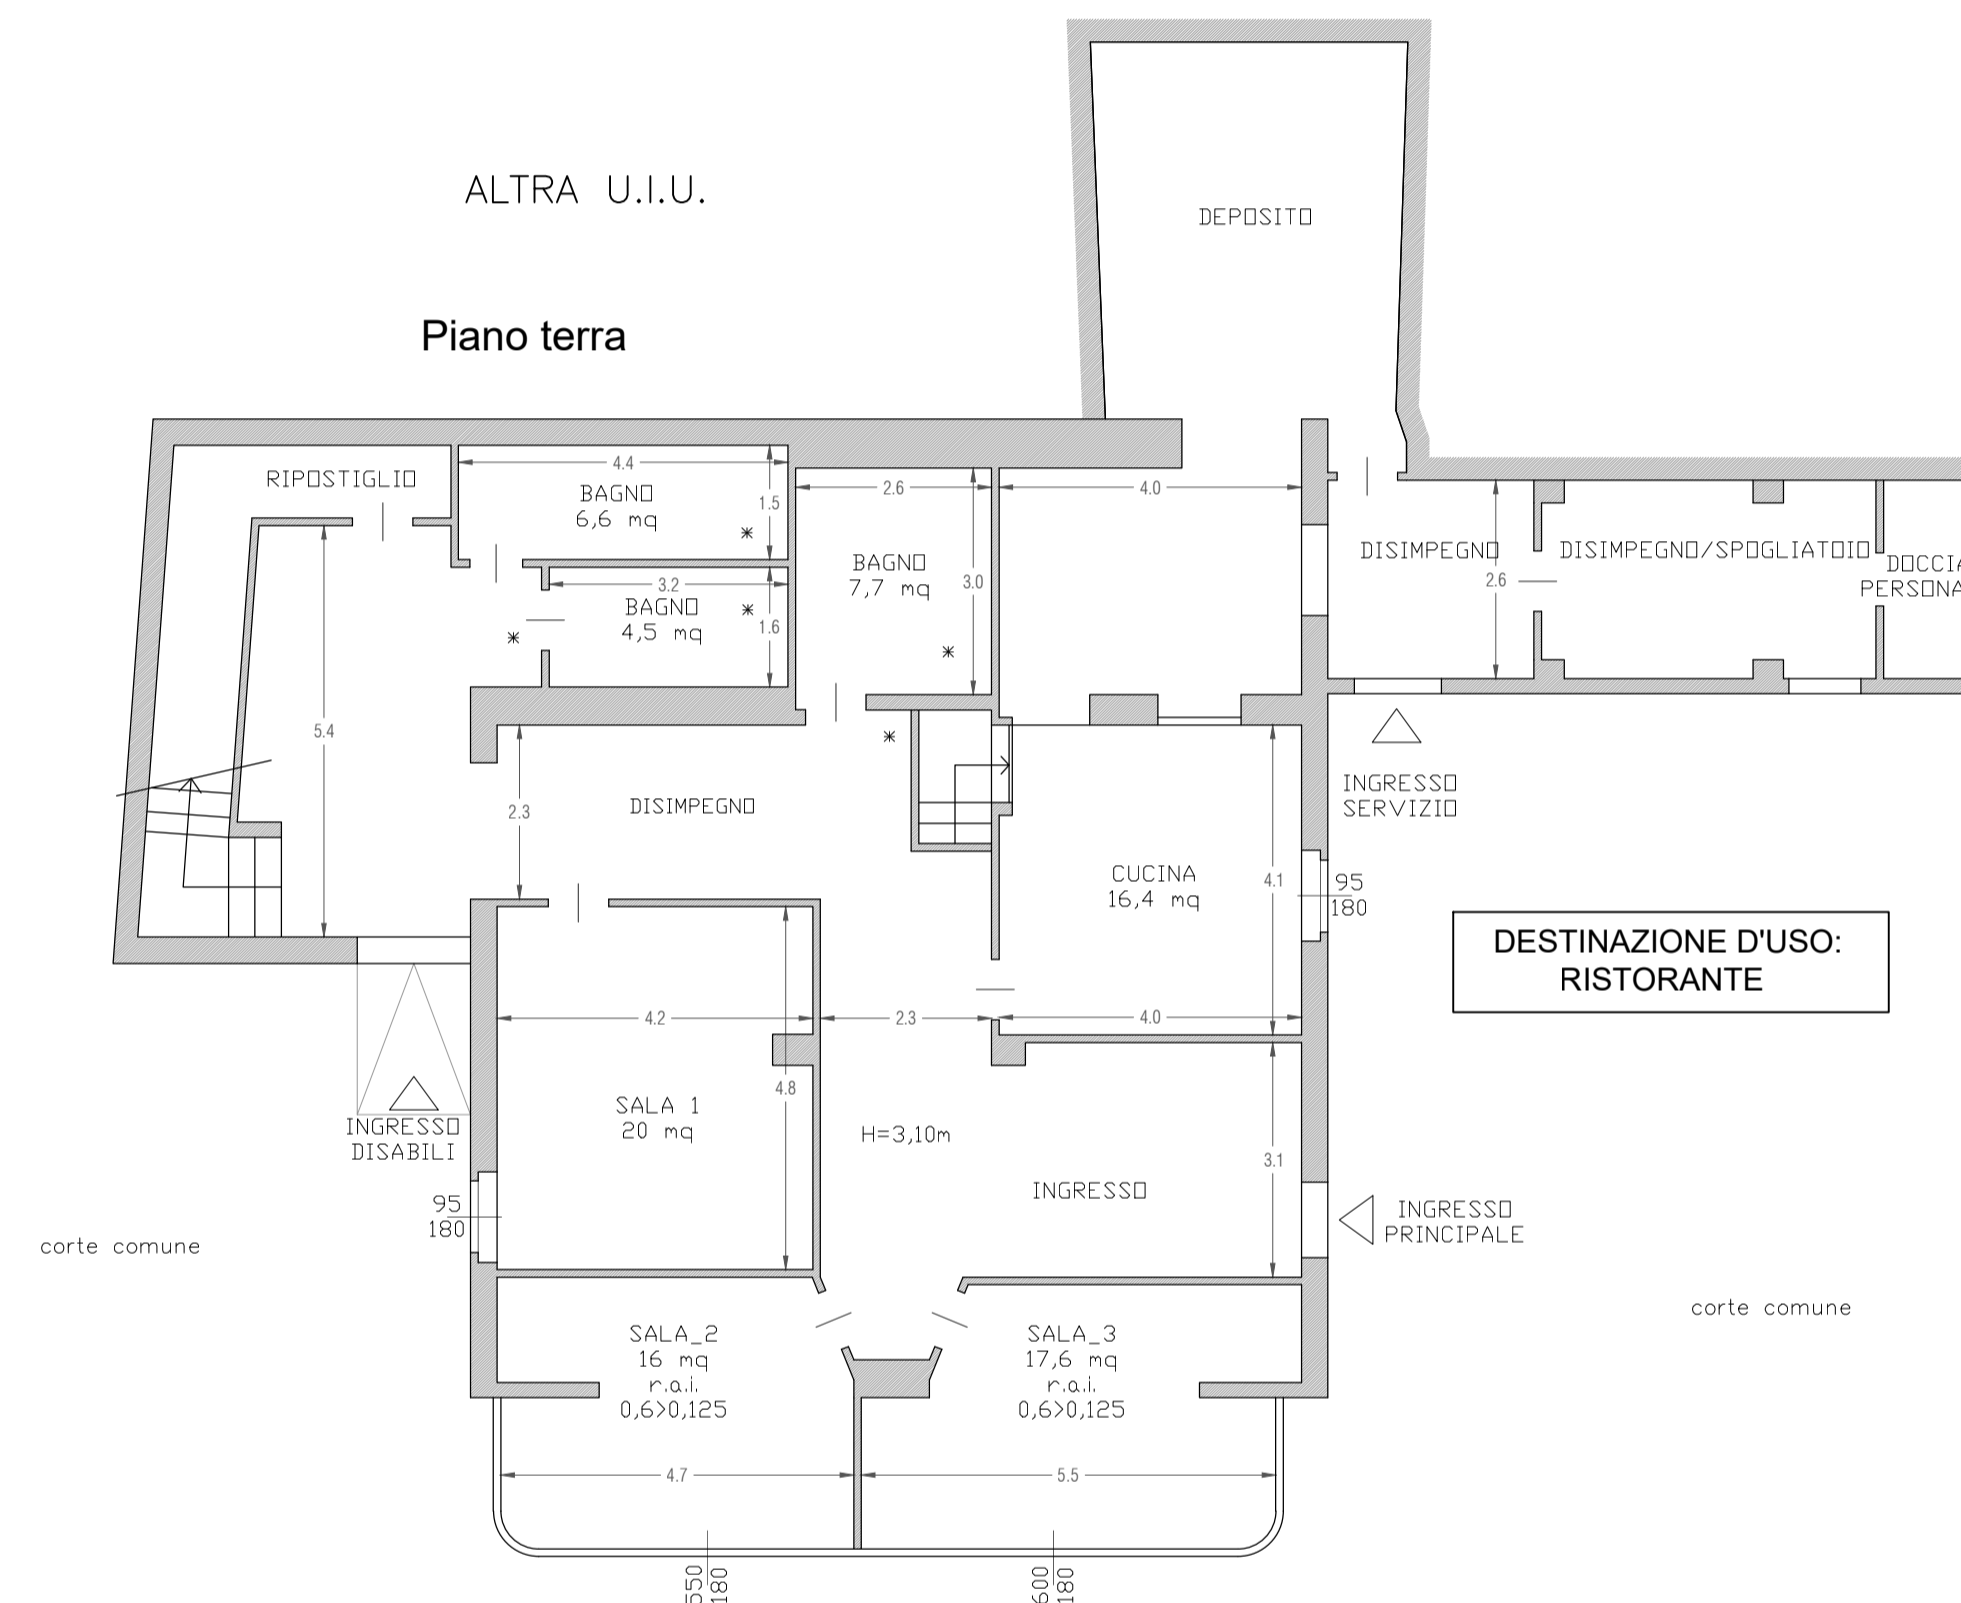 ALTRA U.I.U.
Piano terra
DEPOSITO
RIPOSTIGLIO
4.4
BAGNO
6,6 mq
1.5
*
3.2
BAGNO
4,5 mq
*
1.6
*
2.6
BAGNO
7,7 mq
3.0
*
4.0
DISIMPEGNO
2.6
DISIMPEGNO/SPOGLIATOIO
5.4
*
2.3
DISIMPEGNO
INGRESSO
SERVIZIO
CUCINA
16,4 mq
4.1
95
180
DESTINAZIONE D'USO:
RISTORANTE
4.2
2.3
4.0
4.8
SALA 1
20 mq
H=3,10m
3.1
INGRESSO
INGRESSO
DISABILI
95
180
INGRESSO
PRINCIPALE
corte comune
corte comune
SALA_2
16 mq
r.a.i.
0,6>0,125
SALA_3
17,6 mq
r.a.i.
0,6>0,125
4.7
5.5
550
180
600
180